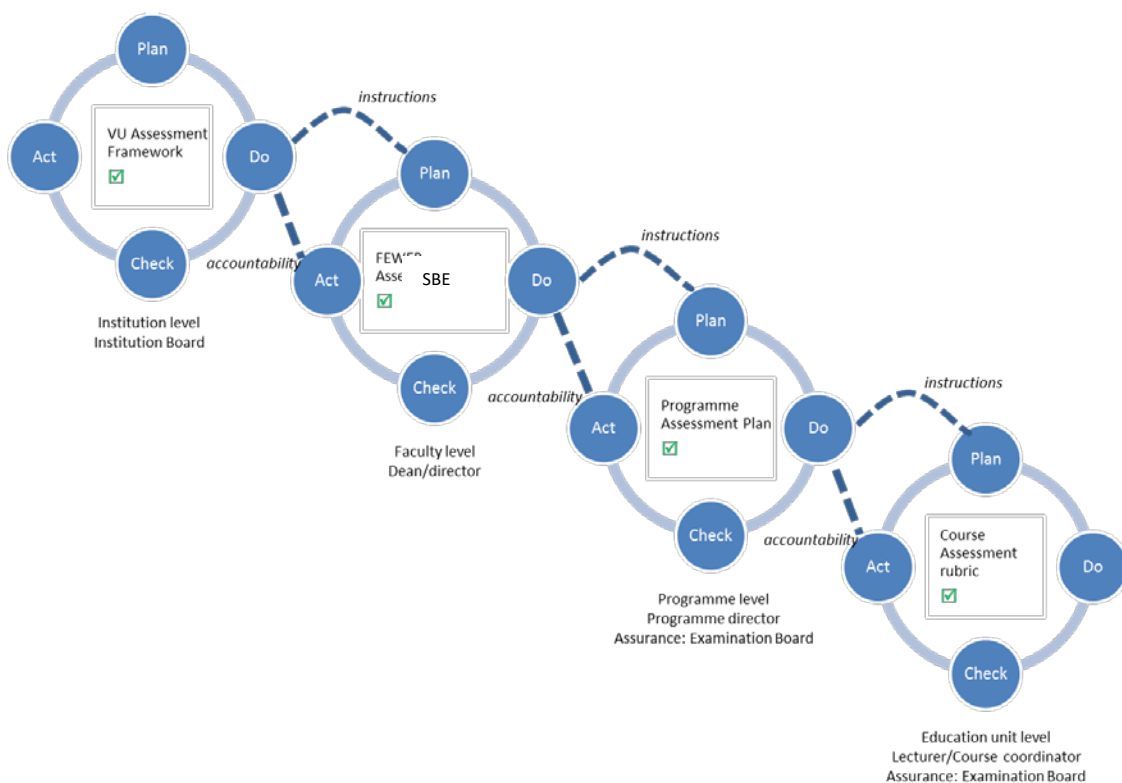 Plan
Act
VU Assessment
Framework
Do
Check
Institution level
Institution Board
instructions
accountability
Plan
Act
SBE
Do
Check
Faculty level
Dean/director
instructions
accountability
Plan
Act
Programme
Assessment Plan
Do
Check
Programme level
Programme director
Assurance: Examination Board
instructions
accountability
Plan
Act
Course
Assessment
rubric
Do
Check
Education unit level
Lecturer/Course coordinator
Assurance: Examination Board